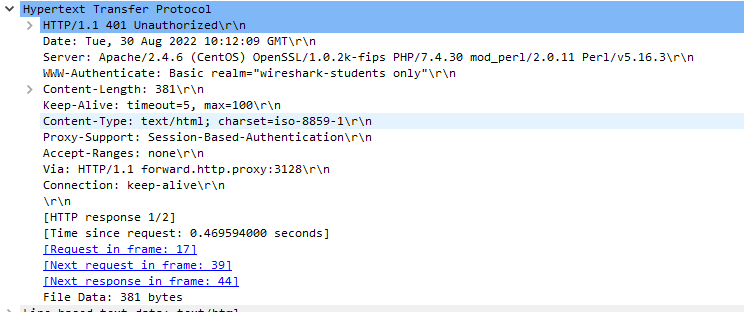 Hypertext Transfer Protocol
HTTP/1.1 401 Unauthorized\r\n
Date: Tue, 30 Aug 2022 10:12:09 GMT\r\n
Server: Apache/2.4.6 (CentOS) OpenSSL/1.0.2k-fips PHP/7.4.30 mod_perl/2.0.11 Perl/v5.16.3\r\n
WWW-Authenticate: Basic realm="wireshark-students only"\r\n
Content-Length: 381\r\n
Keep-Alive: timeout=5, max=100\r\n
Content-Type: text/html; charset=iso-8859-1\r\n
Proxy-Support: Session-Based-Authentication\r\n
Accept-Ranges: none\r\n
Via: HTTP/1.1 forward.http.proxy:3128\r\n
Connection: keep-alive\r\n
\r\n
[HTTP response 1/2]
[Time since request: 0.469594000 seconds]
[Request in frame: 17]
[Next request in frame: 39]
[Next response in frame: 44]
File Data: 381 bytes